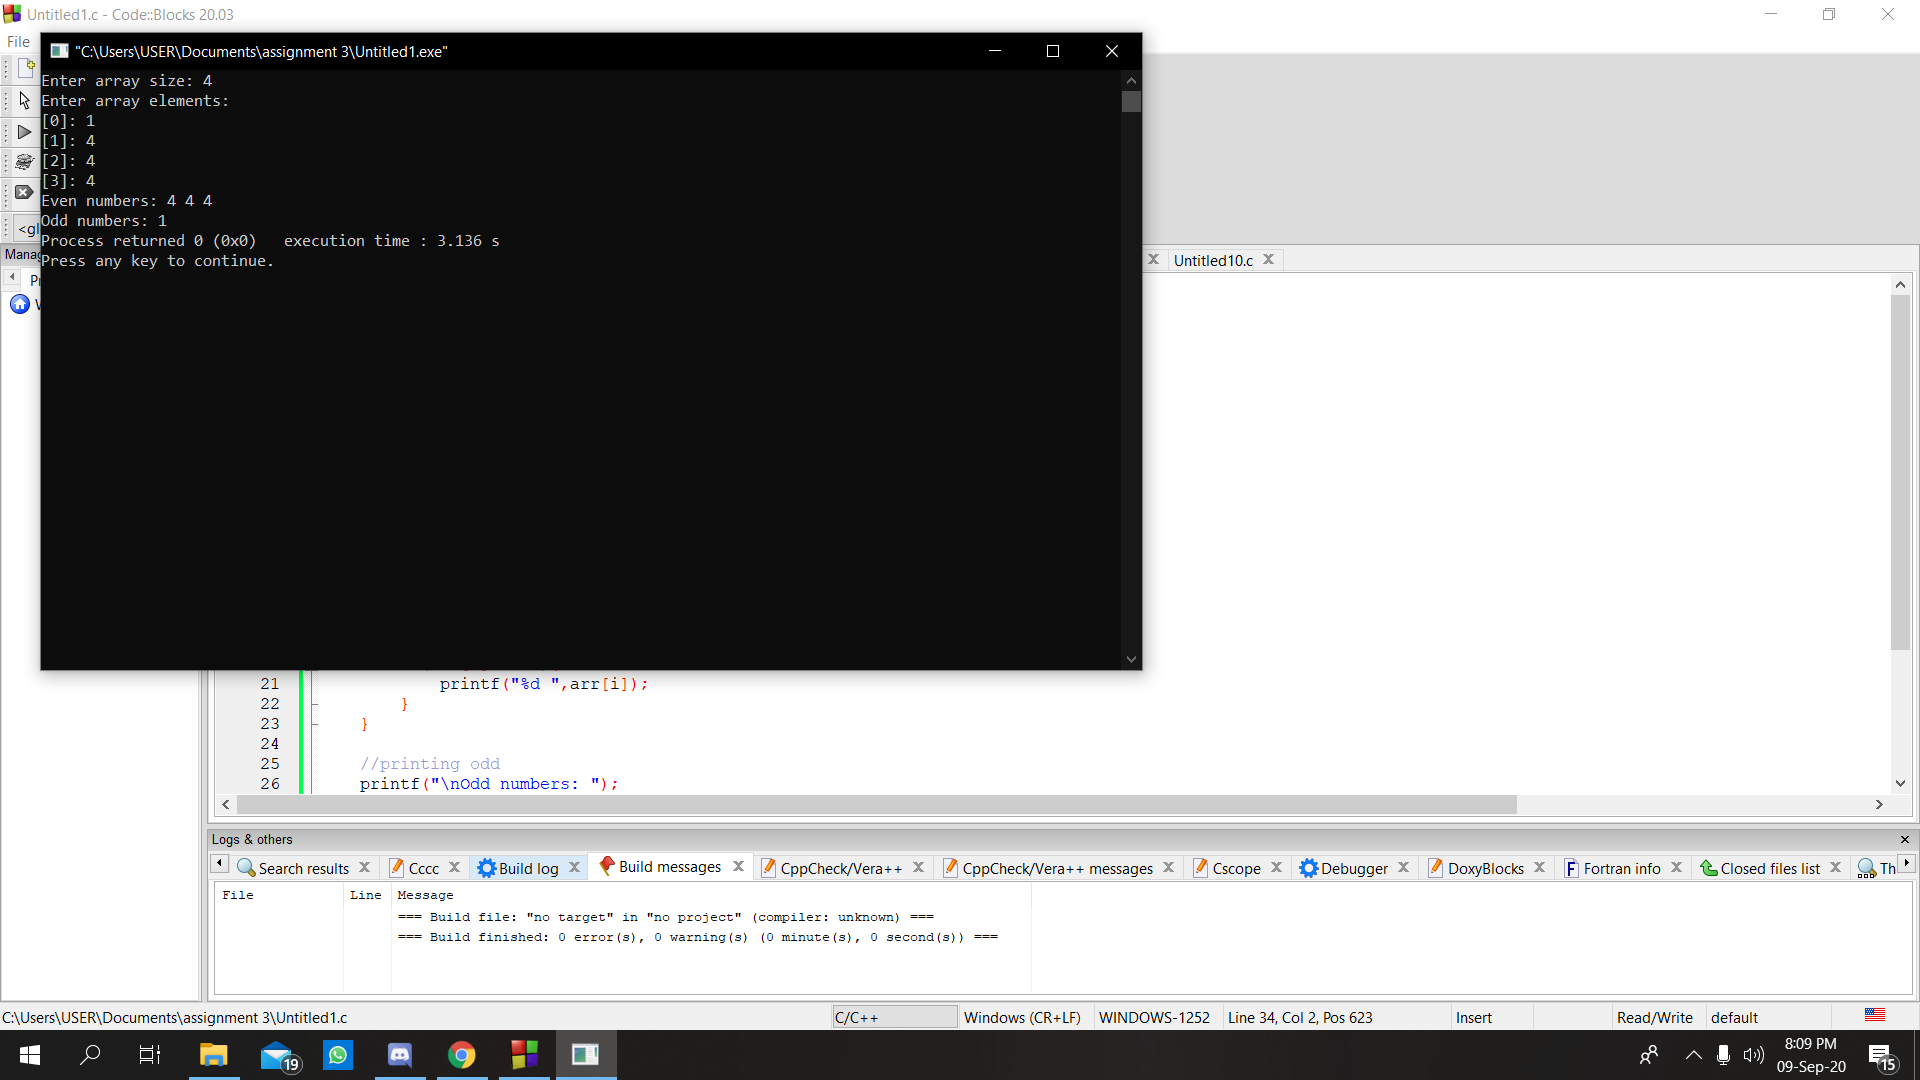 Untitled1.c - Code::Blocks 20.03
File
"C:\Users\USER\Documents\assignment 3\Untitled1.exe"
Enter array size: 4
Enter array elements:
[0]: 1
[1]: 4
[2]: 4
[3]: 4
Even numbers: 4 4 4
Odd numbers: 1
Process returned 0 (0x0)   execution time : 3.136 s
Press any key to continue.
<gl
Manag
Untitled10.c
21 printf("%d ",arr[i]);
22 }
23 }
24
25 //printing odd
26 printf("\nOdd numbers: ");
Logs & others
Search results Cccc Build log Build messages CppCheck/Vera++ CppCheck/Vera++ messages Cscope Debugger DoxyBlocks Fortran info Closed files list Th
File Line Message
=== Build file: "no target" in "no project" (compiler: unknown) ===
=== Build finished: 0 error(s), 0 warning(s) (0 minute(s), 0 second(s)) ===
C:\Users\USER\Documents\assignment 3\Untitled1.c C/C++ Windows (CR+LF) WINDOWS-1252 Line 34, Col 2, Pos 623 Insert Read/Write default
19
8:09 PM
09-Sep-20
15